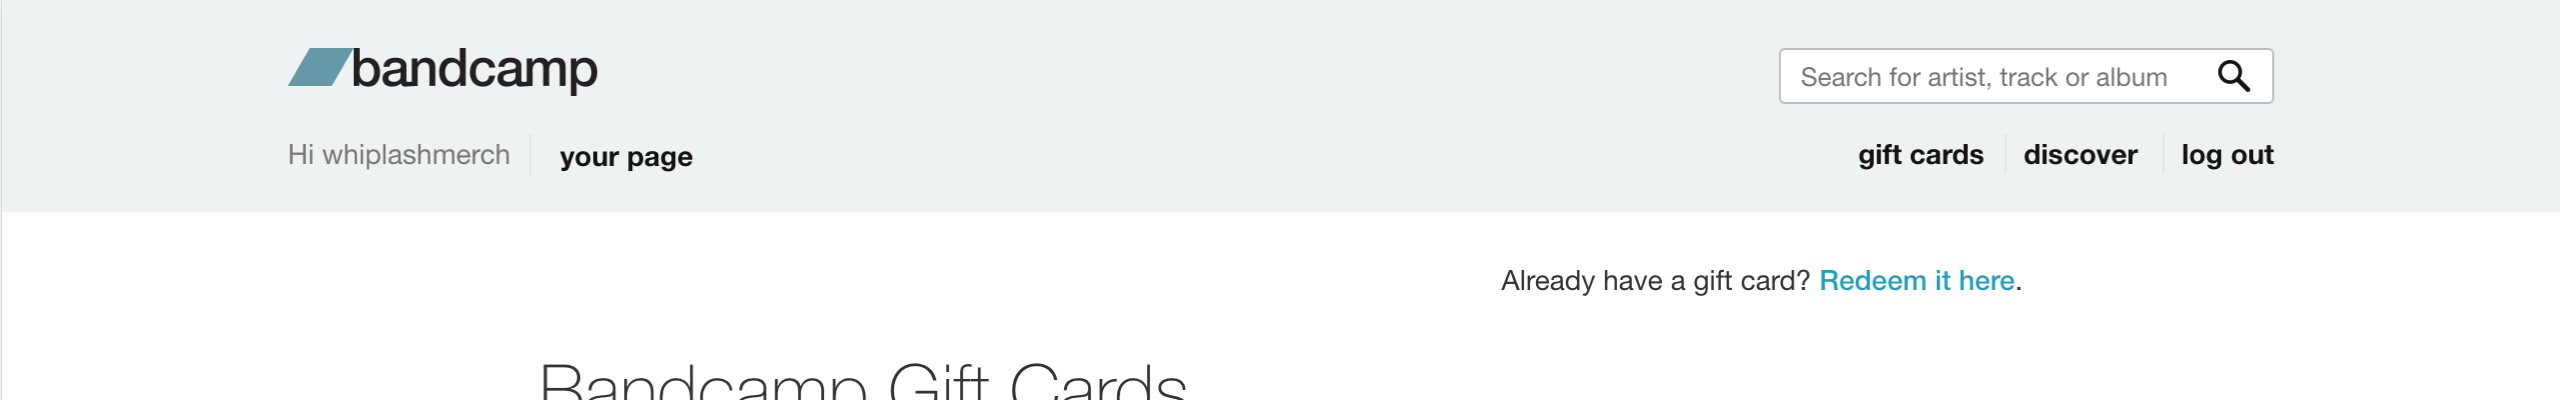 bandcamp
Search for artist, track or album
Hi whiplashmerch
your page
gift cards
discover
log out
Already have a gift card? Redeem it here.
Bandcamp Gift Cards